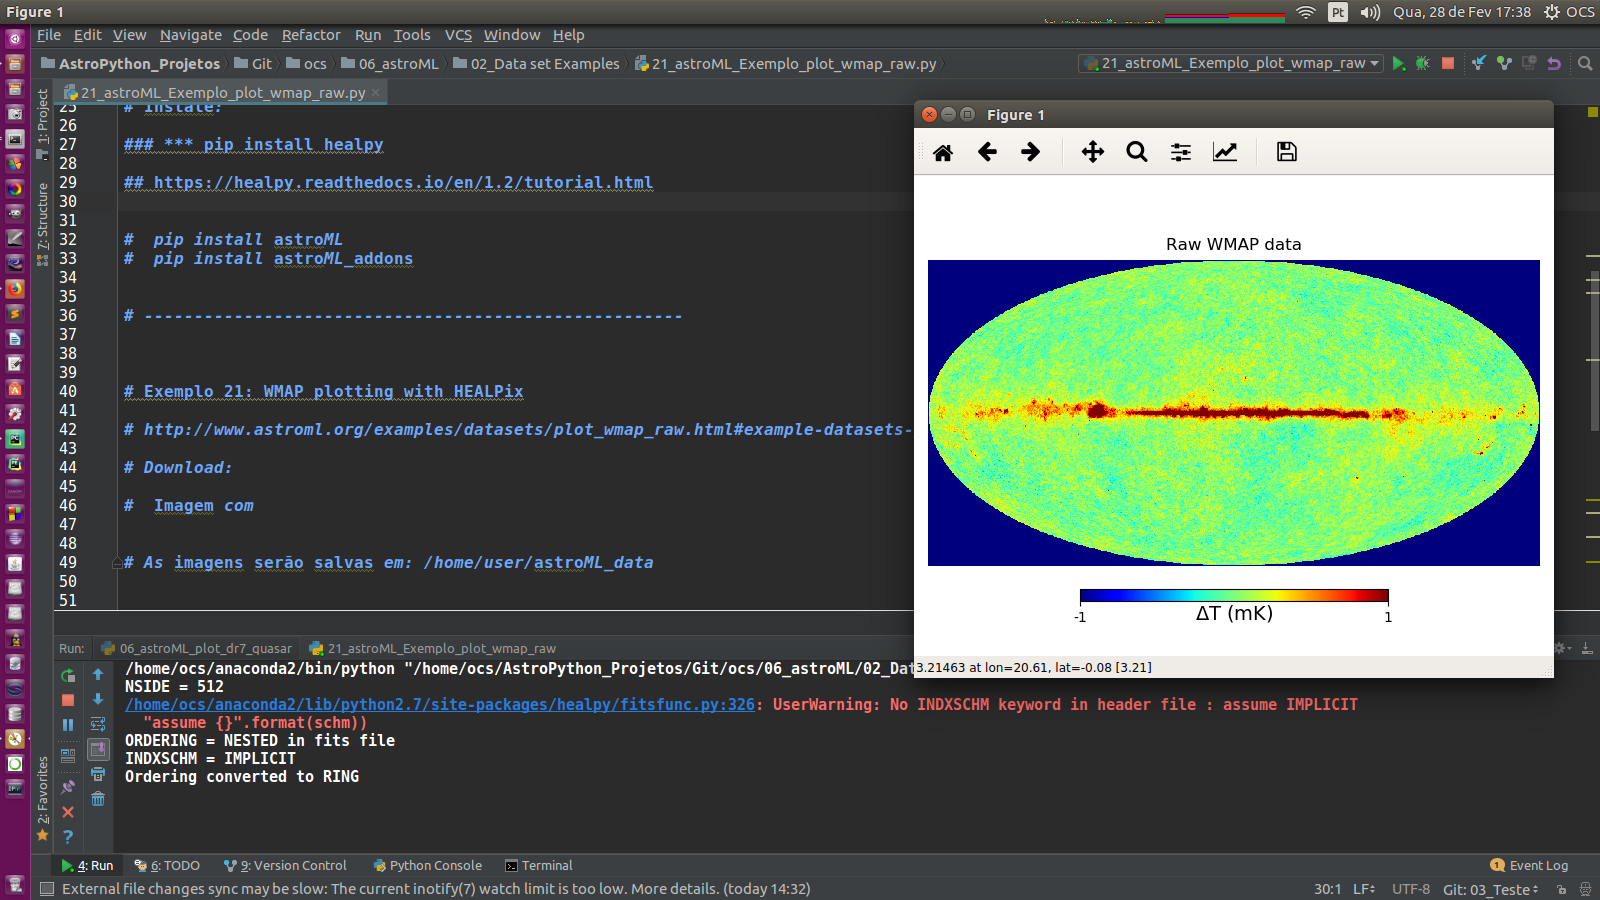 Figure 1
Pt
Qua, 28 de Fev 17:38
OCS
File Edit View Navigate Code Refactor Run Tools VCS Window Help
AstroPython_Projetos Git ocs 06_astroML 02_Data set Examples 21_astroML_Exemplo_plot_wmap_raw.py
21_astroML_Exemplo_plot_wmap_raw
21_astroML_Exemplo_plot_wmap_raw.py
1: Project
7: Structure
2: Favorites
25 # Instale:
26
27 ### *** pip install healpy
28
29 ## https://healpy.readthedocs.io/en/1.2/tutorial.html
30
31
32 #  pip install astroML
33 #  pip install astroML_addons
34
35
36 # ------------------------------------------------------
37
38
39
40 # Exemplo 21: WMAP plotting with HEALPix
41
42 # http://www.astroml.org/examples/datasets/plot_wmap_raw.html#example-datasets-
43
44 # Download:
45
46 #  Imagem com
47
48
49 # As imagens serão salvas em: /home/user/astroML_data
50
51
Figure 1
Raw WMAP data
-1
ΔT (mK)
1
3.21463 at lon=20.61, lat=-0.08 [3.21]
Run: 06_astroML_plot_dr7_quasar 21_astroML_Exemplo_plot_wmap_raw
/home/ocs/anaconda2/bin/python "/home/ocs/AstroPython_Projetos/Git/ocs/06_astroML/02_Dat
NSIDE = 512
/home/ocs/anaconda2/lib/python2.7/site-packages/healpy/fitsfunc.py:326: UserWarning: No INDXSCHM keyword in header file : assume IMPLICIT
"assume {}".format(schm))
ORDERING = NESTED in fits file
INDXSCHM = IMPLICIT
Ordering converted to RING
4: Run 6: TODO 9: Version Control Python Console Terminal
1 Event Log
External file changes sync may be slow: The current inotify(7) watch limit is too low. More details. (today 14:32)
30:1 LF UTF-8 Git: 03_Teste